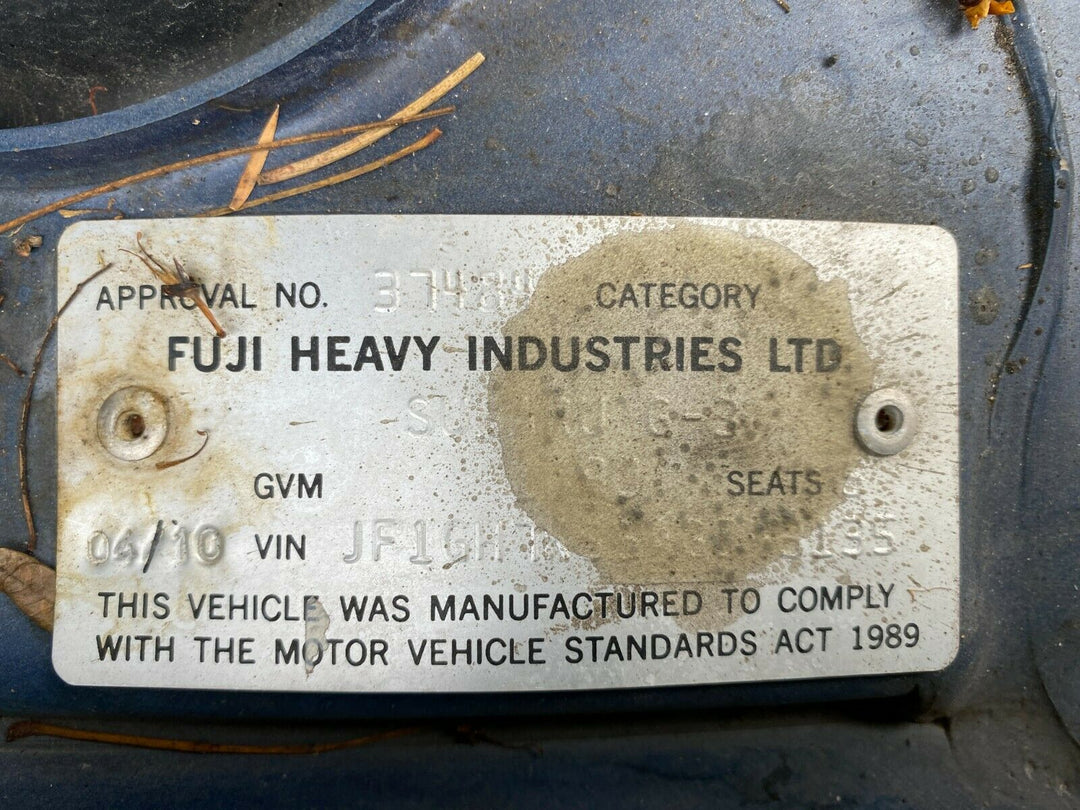 APPROVAL NO. CATEGORY
FUJI HEAVY INDUSTRIES LTD.
GVM SEATS
04/10 VIN
THIS VEHICLE WAS MANUFACTURED TO COMPLY
WITH THE MOTOR VEHICLE STANDARDS ACT 1989